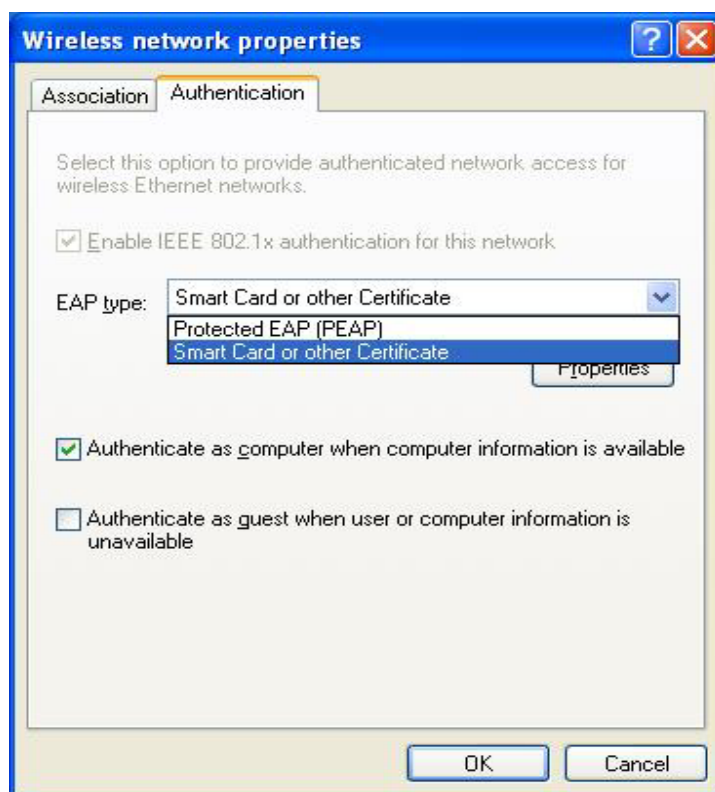 Wireless network properties
Association
Authentication
Select this option to provide authenticated network access for
wireless Ethernet networks.
Enable IEEE 802.1x authentication for this network
EAP type:
Smart Card or other Certificate
Protected EAP (PEAP)
Smart Card or other Certificate
Properties
Authenticate as computer when computer information is available
Authenticate as guest when user or computer information is
unavailable
OK
Cancel